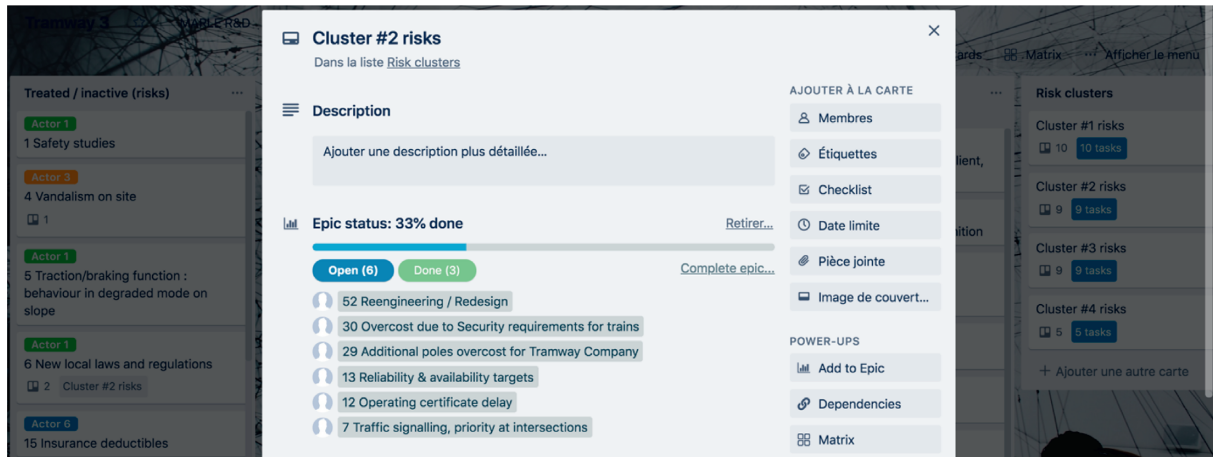 Tramway 3
MARLE R&D
ards
Matrix
··· Afficher le menu
Treated / inactive (risks)
···
Actor 1
1 Safety studies
Actor 3
4 Vandalism on site
1
Actor 1
5 Traction/braking function :
behaviour in degraded mode on
slope
Actor 1
6 New local laws and regulations
2 Cluster #2 risks
Actor 6
15 Insurance deductibles
Cluster #2 risks
Dans la liste Risk clusters
Description
Ajouter une description plus détaillée...
Epic status: 33% done
Retirer...
Open (6)
Done (3)
Complete epic...
52 Reengineering / Redesign
30 Overcost due to Security requirements for trains
29 Additional poles overcost for Tramway Company
13 Reliability & availability targets
12 Operating certificate delay
7 Traffic signalling, priority at intersections
AJOUTER À LA CARTE
Membres
Étiquettes
Checklist
Date limite
Pièce jointe
Image de couvert...
POWER-UPS
Add to Epic
Dependencies
Matrix
···
lient,
ition
Risk clusters
Cluster #1 risks
10 10 tasks
Cluster #2 risks
9 9 tasks
Cluster #3 risks
9 9 tasks
Cluster #4 risks
5 5 tasks
+ Ajouter une autre carte